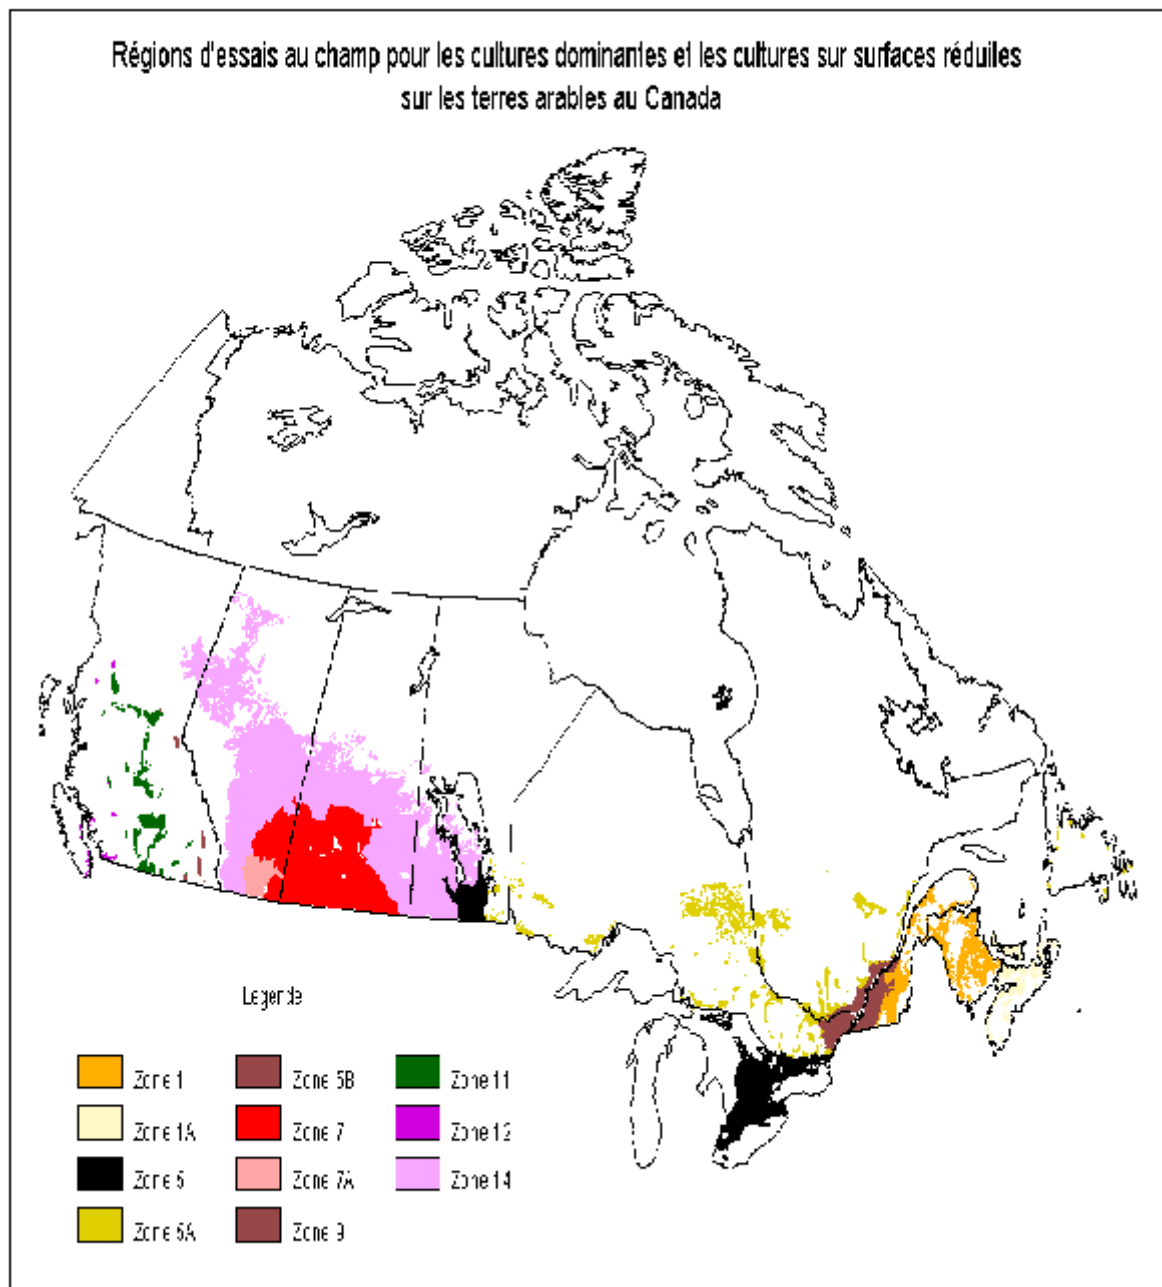 Régions d'essais au champ pour les cultures dominantes et les cultures sur surfaces réduiles
sur les terres arables au Canada
Legende
Zone 1
Zone 5B
Zone 11
Zone 1A
Zone 7
Zone 12
Zone 5
Zone 7A
Zone 14
Zone 5A
Zone 9